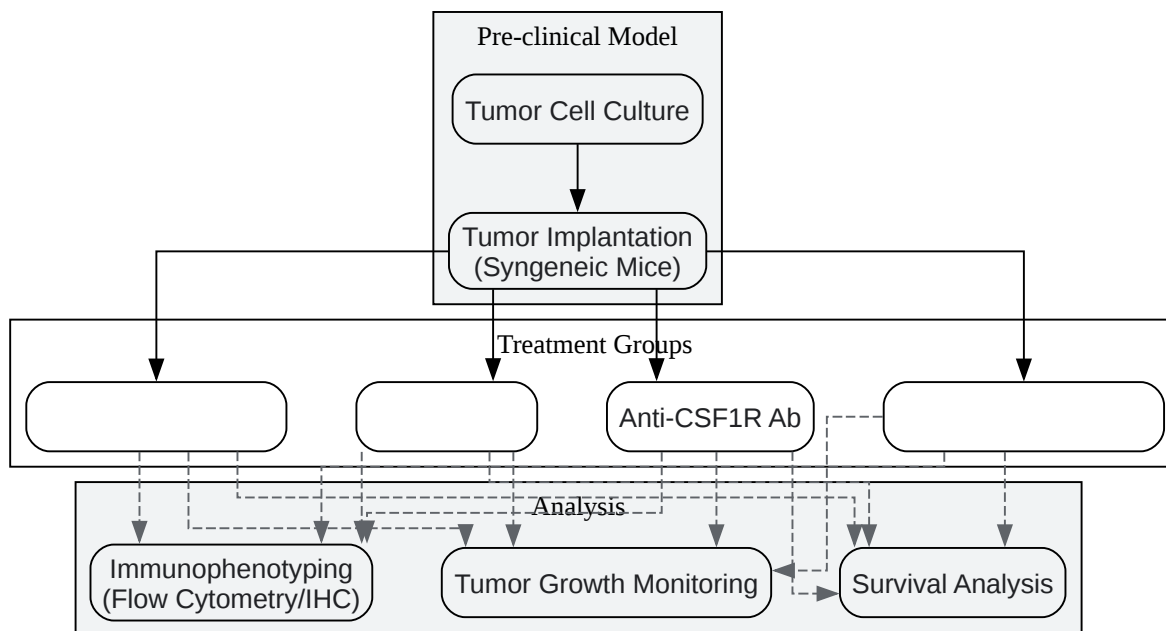 Pre-clinical Model
Tumor Cell Culture
Tumor Implantation
(Syngeneic Mice)
Treatment Groups
Anti-CSF1R Ab
Analysis
Immunophenotyping
(Flow Cytometry/IHC)
Tumor Growth Monitoring
Survival Analysis